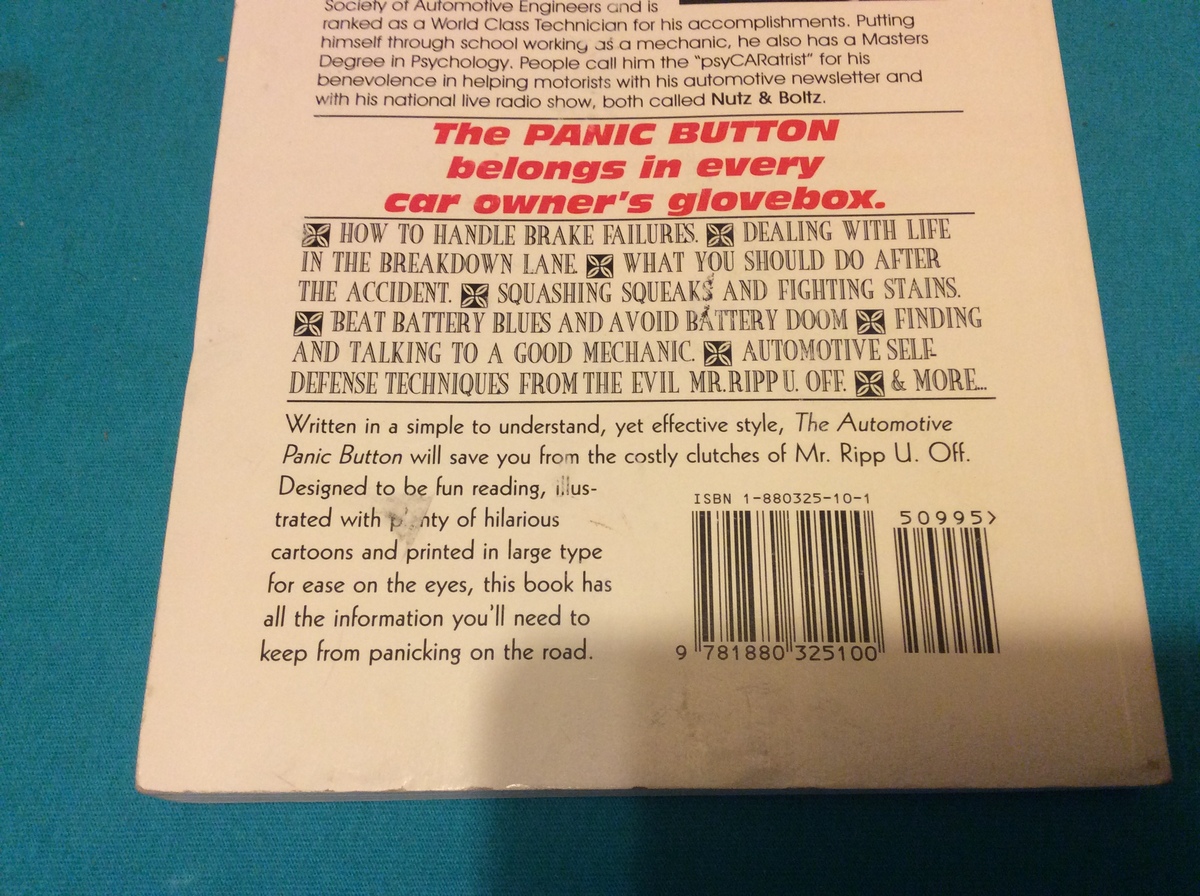 Society of Automotive Engineers and is
ranked as a World Class Technician for his accomplishments. Putting
himself through school working as a mechanic, he also has a Masters
Degree in Psychology. People call him the "psyCARatrist" for his
benevolence in helping motorists with his automotive newsletter and
with his national live radio show, both called Nutz & Boltz.
The PANIC BUTTON
belongs in every
car owner's glovebox.
HOW TO HANDLE BRAKE FAILURES. DEALING WITH LIFE
IN THE BREAKDOWN LANE. WHAT YOU SHOULD DO AFTER
THE ACCIDENT. SQUASHING SQUEAKS AND FIGHTING STAINS.
BEAT BATTERY BLUES AND AVOID BATTERY DOOM FINDING
AND TALKING TO A GOOD MECHANIC. AUTOMOTIVE SELF-
DEFENSE TECHNIQUES FROM THE EVIL MR. RIPP U. OFF. & MORE...
Written in a simple to understand, yet effective style, The Automotive
Panic Button will save you from the costly clutches of Mr. Ripp U. Off.
Designed to be fun reading, illus-
trated with plenty of hilarious
cartoons and printed in large type
for ease on the eyes, this book has
all the information you'll need to
keep from panicking on the road.
ISBN 1-880325-10-1
50995>
9 781880 325100